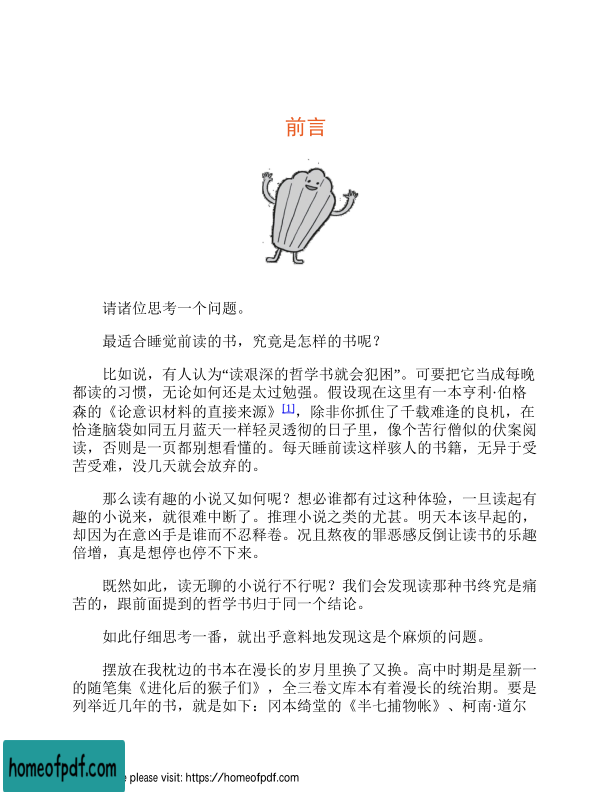 前言
请诸位思考一个问题。
最适合睡觉前读的书，究竟是怎样的书呢？
比如说，有人认为“读艰深的哲学书就会犯困”。可要把它当成每晚
都读的习惯，无论如何还是太过勉强。假设现在这里有一本亨利·伯格
森的《论意识材料的直接来源》[1]，除非你抓住了千载难逢的良机，在
恰逢脑袋如同五月蓝天一样轻灵透彻的日子里，像个苦行僧似的伏案阅
读，否则是一页都别想看懂的。每天睡前读这样骇人的书籍，无异于受
苦受难，没几天就会放弃的。
那么读有趣的小说又如何呢？想必谁都有过这种体验，一旦读起有
趣的小说来，就很难中断了。推理小说之类的尤甚。明天本该早起的，
却因为在意凶手是谁而不忍释卷。况且熬夜的罪恶感反倒让读书的乐趣
倍增，真是想停也停不下来。
既然如此，读无聊的小说行不行呢？我们会发现读那种书终究是痛
苦的，跟前面提到的哲学书归于同一个结论。
如此仔细思考一番，就出乎意料地发现这是个麻烦的问题。
摆放在我枕边的书本在漫长的岁月里换了又换。高中时期是星新一
的随笔集《进化后的猴子们》，全三卷文库本有着漫长的统治期。要是
列举近几年的书，就是如下：冈本绮堂的《半七捕物帐》、柯南·道尔
homeofpdf.com
e please visit: https://homeofpdf.com